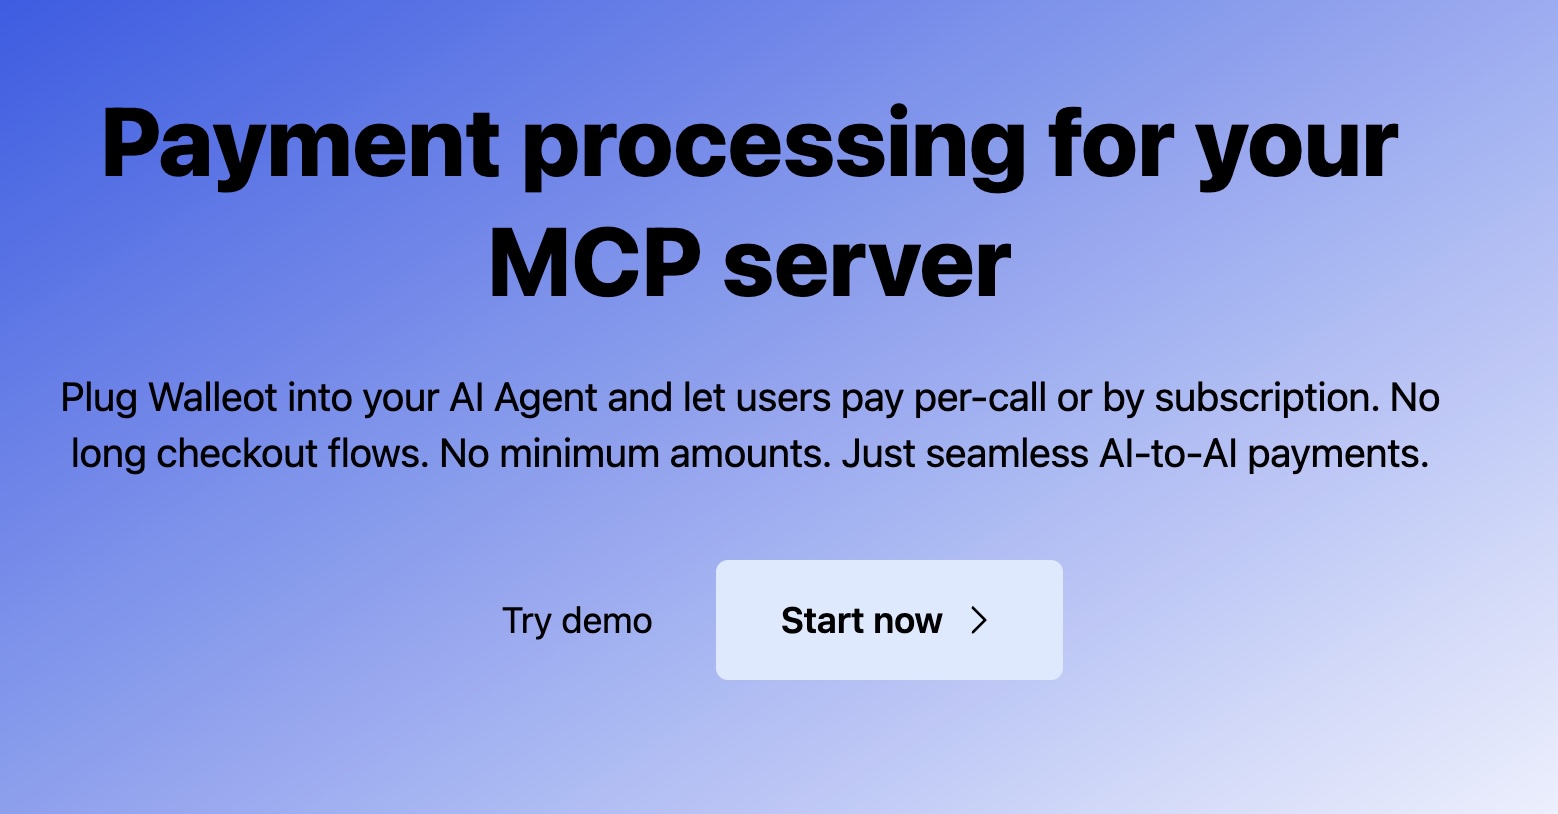 Payment processing for your
MCP server
Plug Walleot into your AI Agent and let users pay per-call or by subscription. No
long checkout flows. No minimum amounts. Just seamless AI-to-AI payments.
Try demo
Start now